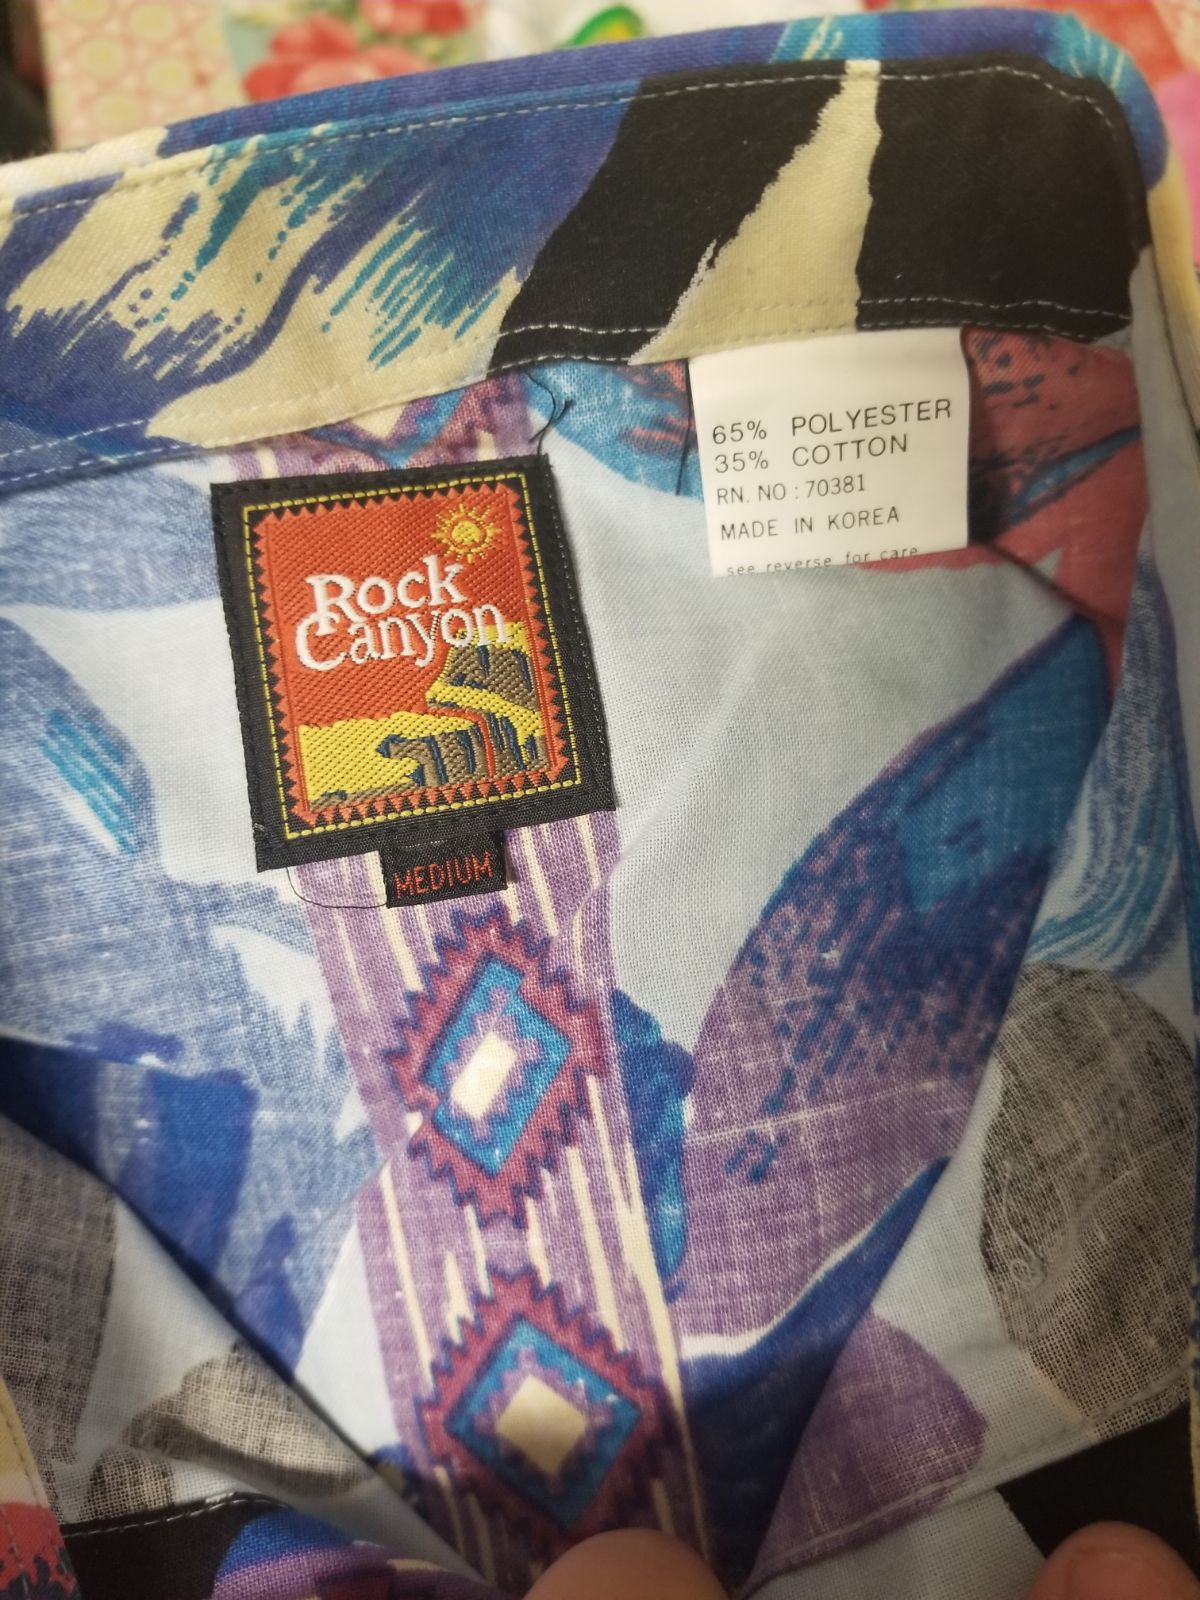 65% POLYESTER
35% COTTON
RN. NO : 70381
MADE IN KOREA
see reverse for care
Rock
Canyon
MEDIUM